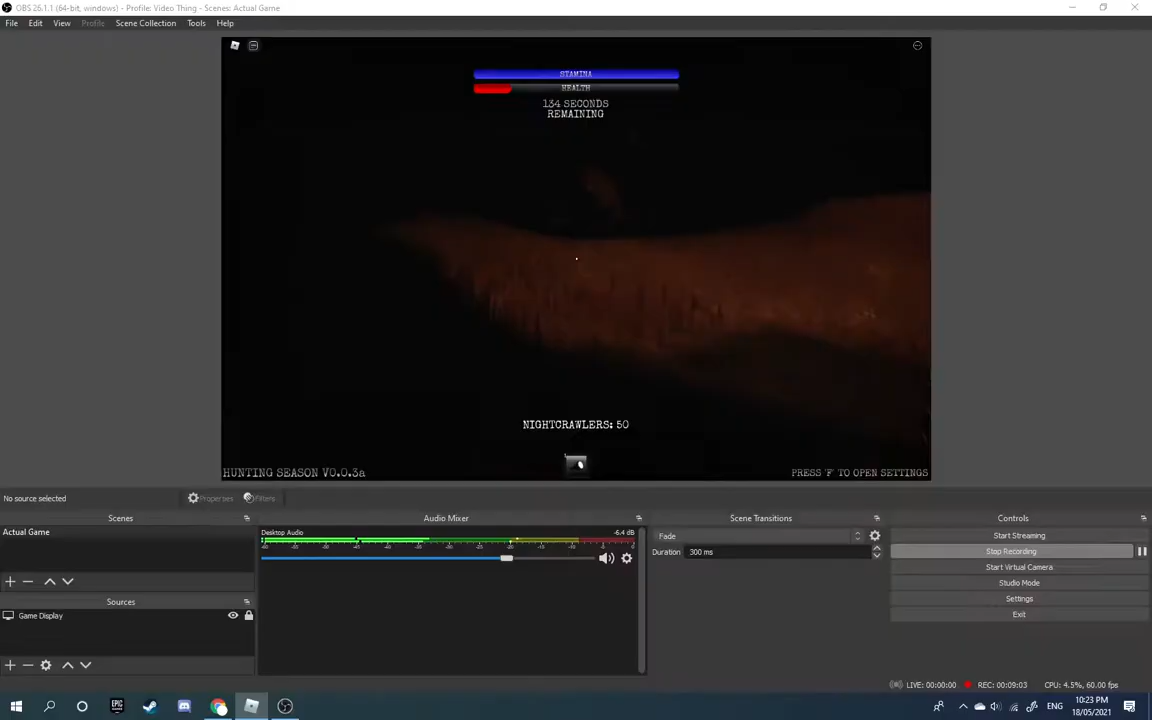 OBS 26.1.1 (64-bit, windows) - Profile: Video Thing - Scenes: Actual Game
File Edit View Profile Scene Collection Tools Help
STAMINA
HEALTH
134 SECONDS
REMAINING
NIGHTCRAWLERS: 50
HUNTING SEASON V0.0.3a
PRESS 'F' TO OPEN SETTINGS
No source selected
Properties
Filters
Scenes
Audio Mixer
Scene Transitions
Controls
Actual Game
Desktop Audio
-6.4 dB
Fade
Duration 300 ms
Start Streaming
Stop Recording
Start Virtual Camera
Studio Mode
Settings
Exit
Sources
Game Display
LIVE: 00:00:00
REC: 00:09:03
CPU: 4.5%, 60.00 fps
EPIC
ENG
10:23 PM
18/05/2021